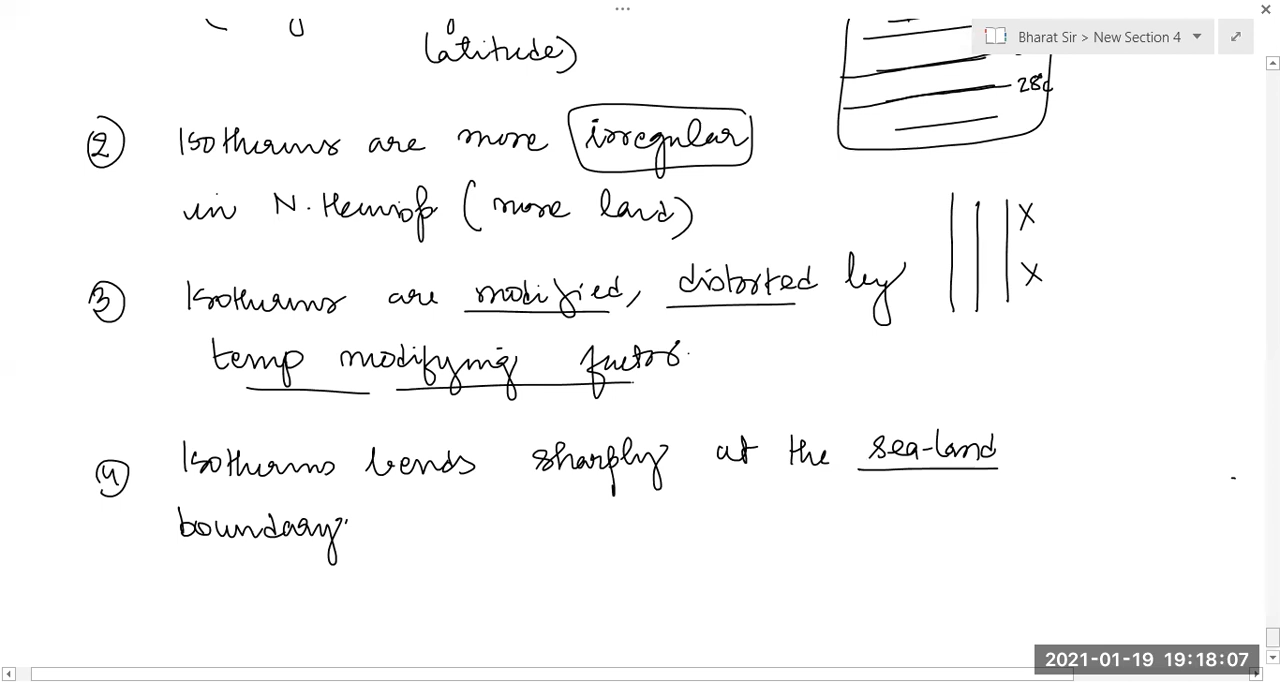 latitude)
Bharat Sir > New Section 4
28c
② Isotherms are more irregular
in N. Hemisp (more land)
X
X
③ Isotherms are modified, distorted by
temp modifying factors.
④ Isotherms bends sharply at the sea-land
boundary.
2021-01-19 19:18:07